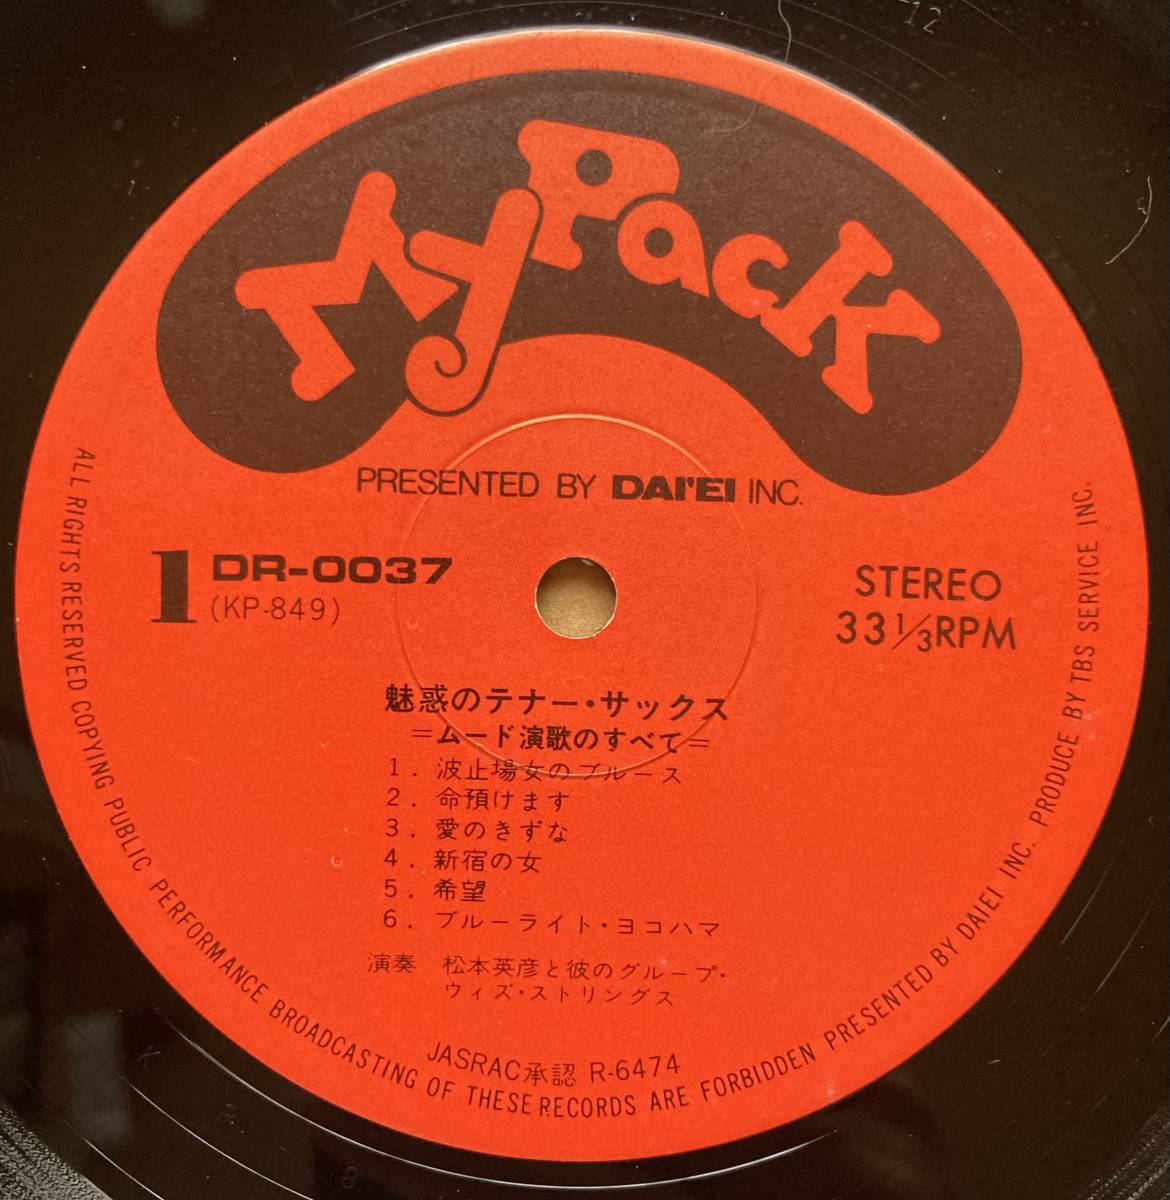 My Pack
PRESENTED BY DAI'EI INC.
1 DR-0037
(KP-849)
STEREO
33 1/3 RPM
魅惑のテナー・サックス
=ムード演歌のすべて=
1. 波止場女のブルース
2. 命預けます
3. 愛のきずな
4. 新宿の女
5. 希望
6. ブルーライト・ヨコハマ
演奏 松本英彦と彼のグループ・
ウィズ・ストリングス
JASRAC承認 R-6474
ALL RIGHTS RESERVED COPYING PUBLIC PERFORMANCE BROADCASTING OF THESE RECORDS ARE FORBIDDEN PRESENTED BY DAIEI INC. PRODUCE BY TBS SERVICE INC.